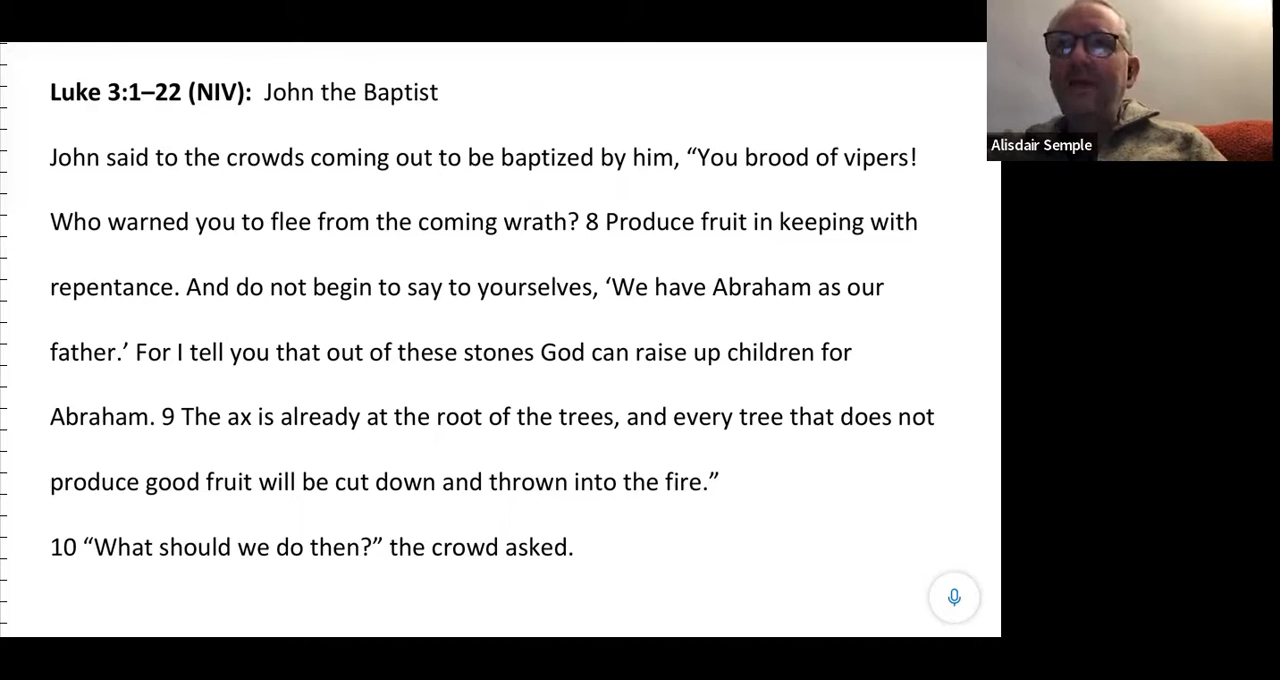 Luke 3:1–22 (NIV):  John the Baptist
John said to the crowds coming out to be baptized by him, “You brood of vipers!
Who warned you to flee from the coming wrath? 8 Produce fruit in keeping with
repentance. And do not begin to say to yourselves, ‘We have Abraham as our
father.’ For I tell you that out of these stones God can raise up children for
Abraham. 9 The ax is already at the root of the trees, and every tree that does not
produce good fruit will be cut down and thrown into the fire.”
10 “What should we do then?” the crowd asked.
Alisdair Semple